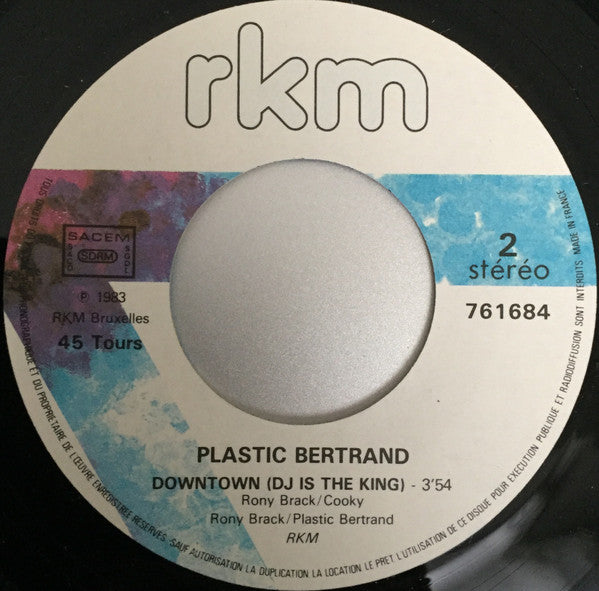 rkm
SACEM
SACD
SDRM
SGDL
℗ 1983
RKM Bruxelles
45 Tours
2
stéréo
761684
PLASTIC BERTRAND
DOWNTOWN (DJ IS THE KING) - 3'54
Rony Brack/Cooky
Rony Brack/Plastic Bertrand
RKM
TOUS DROITS DU PHONOGRAPHIQUE ET DU PROPRIETAIRE DE L'ŒUVRE ENREGISTREE RESERVES. SAUF AUTORISATION LA DUPLICATION LA LOCATION LE PRET L'UTILISATION DE CE DISQUE POUR EXECUTION PUBLIQUE ET RADIODIFFUSION SONT INTERDITS MADE IN FRANCE